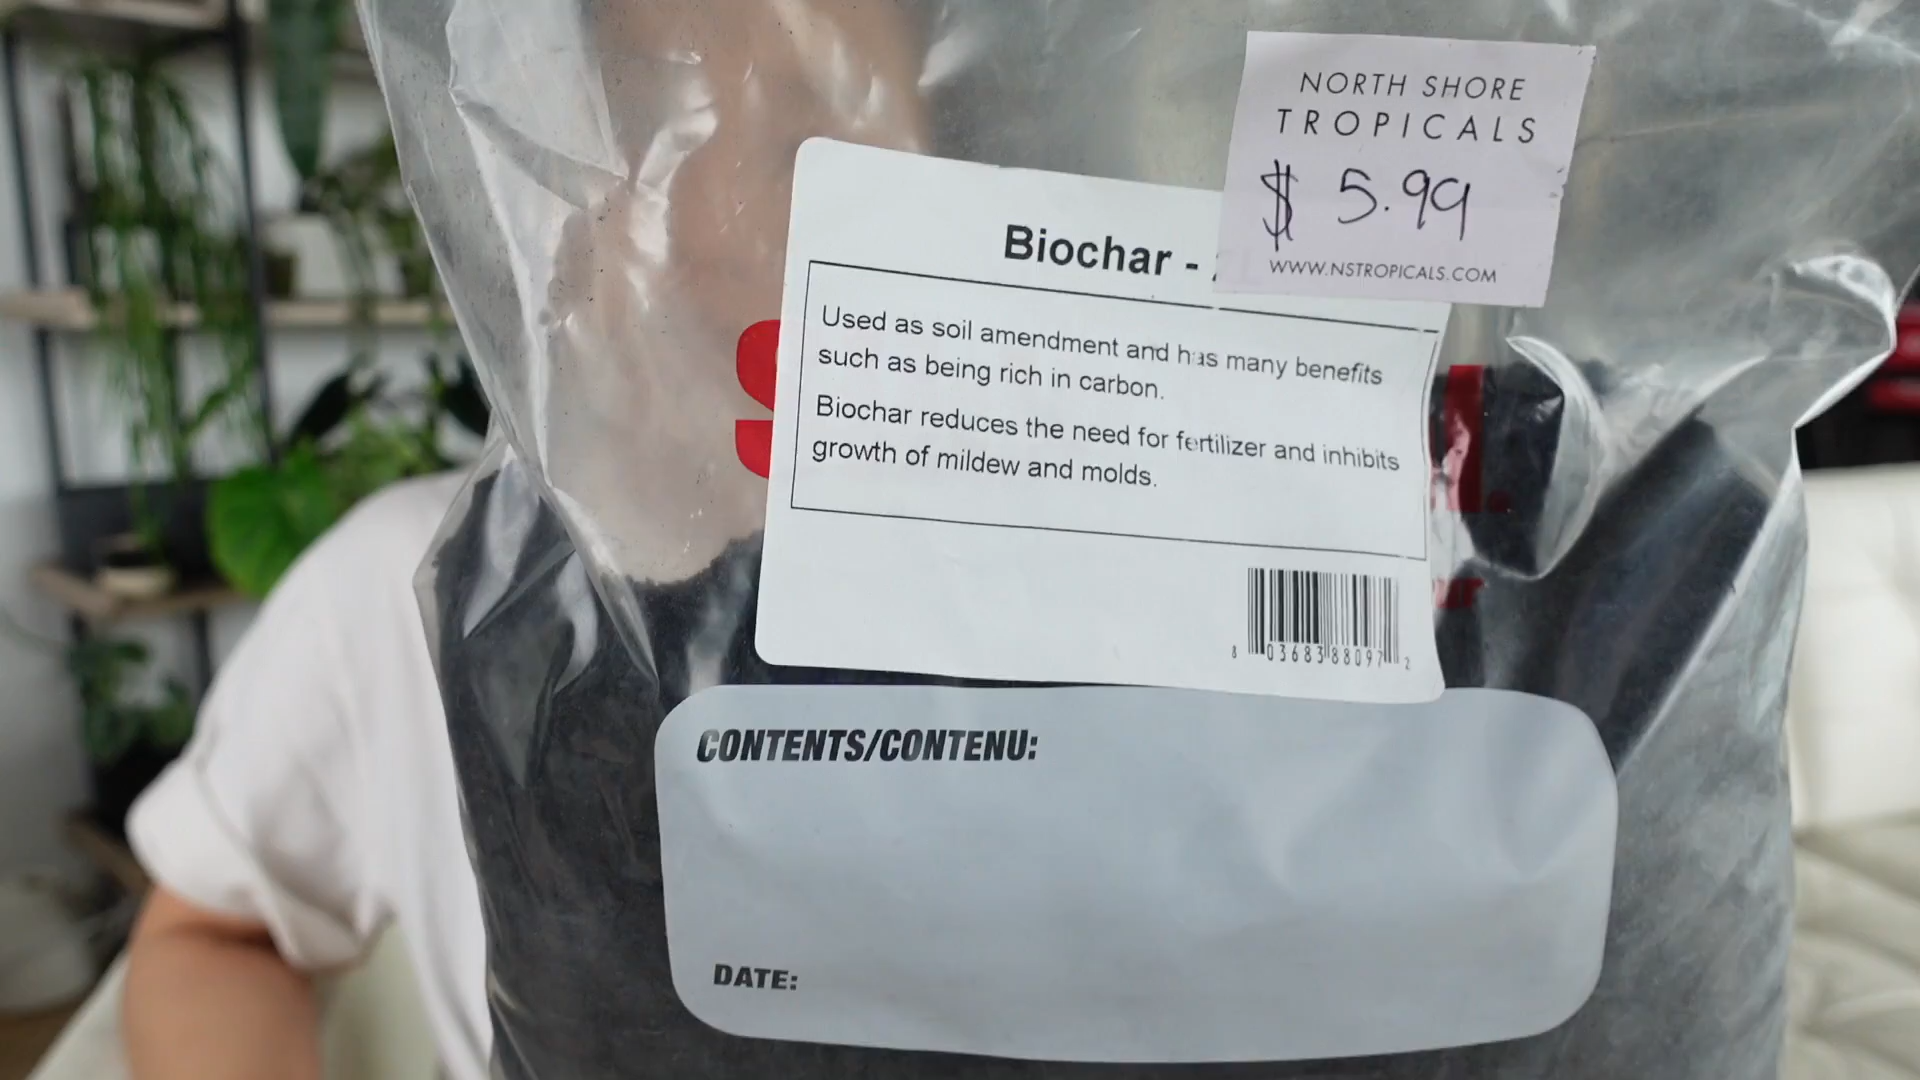 NORTH SHORE
TROPICALS
$ 5.99
WWW.NSTROPICALS.COM
Biochar -
Used as soil amendment and has many benefits
such as being rich in carbon.
Biochar reduces the need for fertilizer and inhibits
growth of mildew and molds.
8 03683 88097 2
CONTENTS/CONTENU:
DATE: